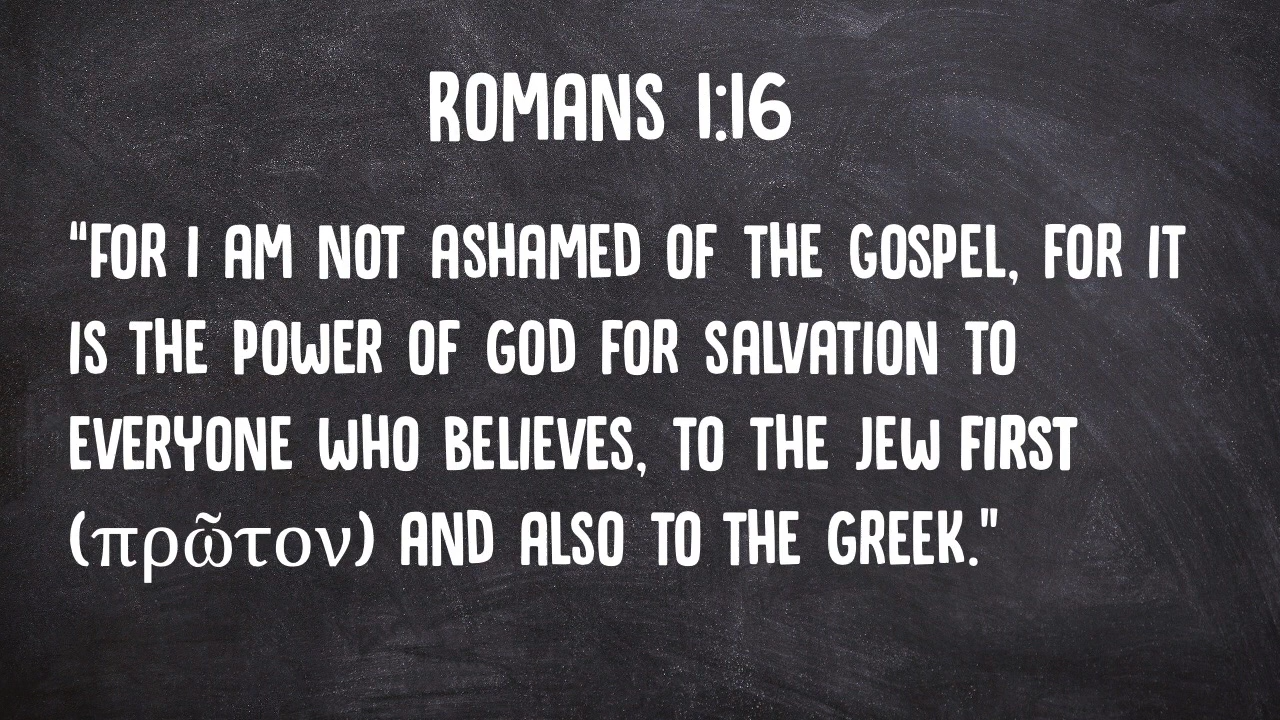 ROMANS 1:16
"FOR I AM NOT ASHAMED OF THE GOSPEL, FOR IT
IS THE POWER OF GOD FOR SALVATION TO
EVERYONE WHO BELIEVES, TO THE JEW FIRST
(πρῶτον) AND ALSO TO THE GREEK."